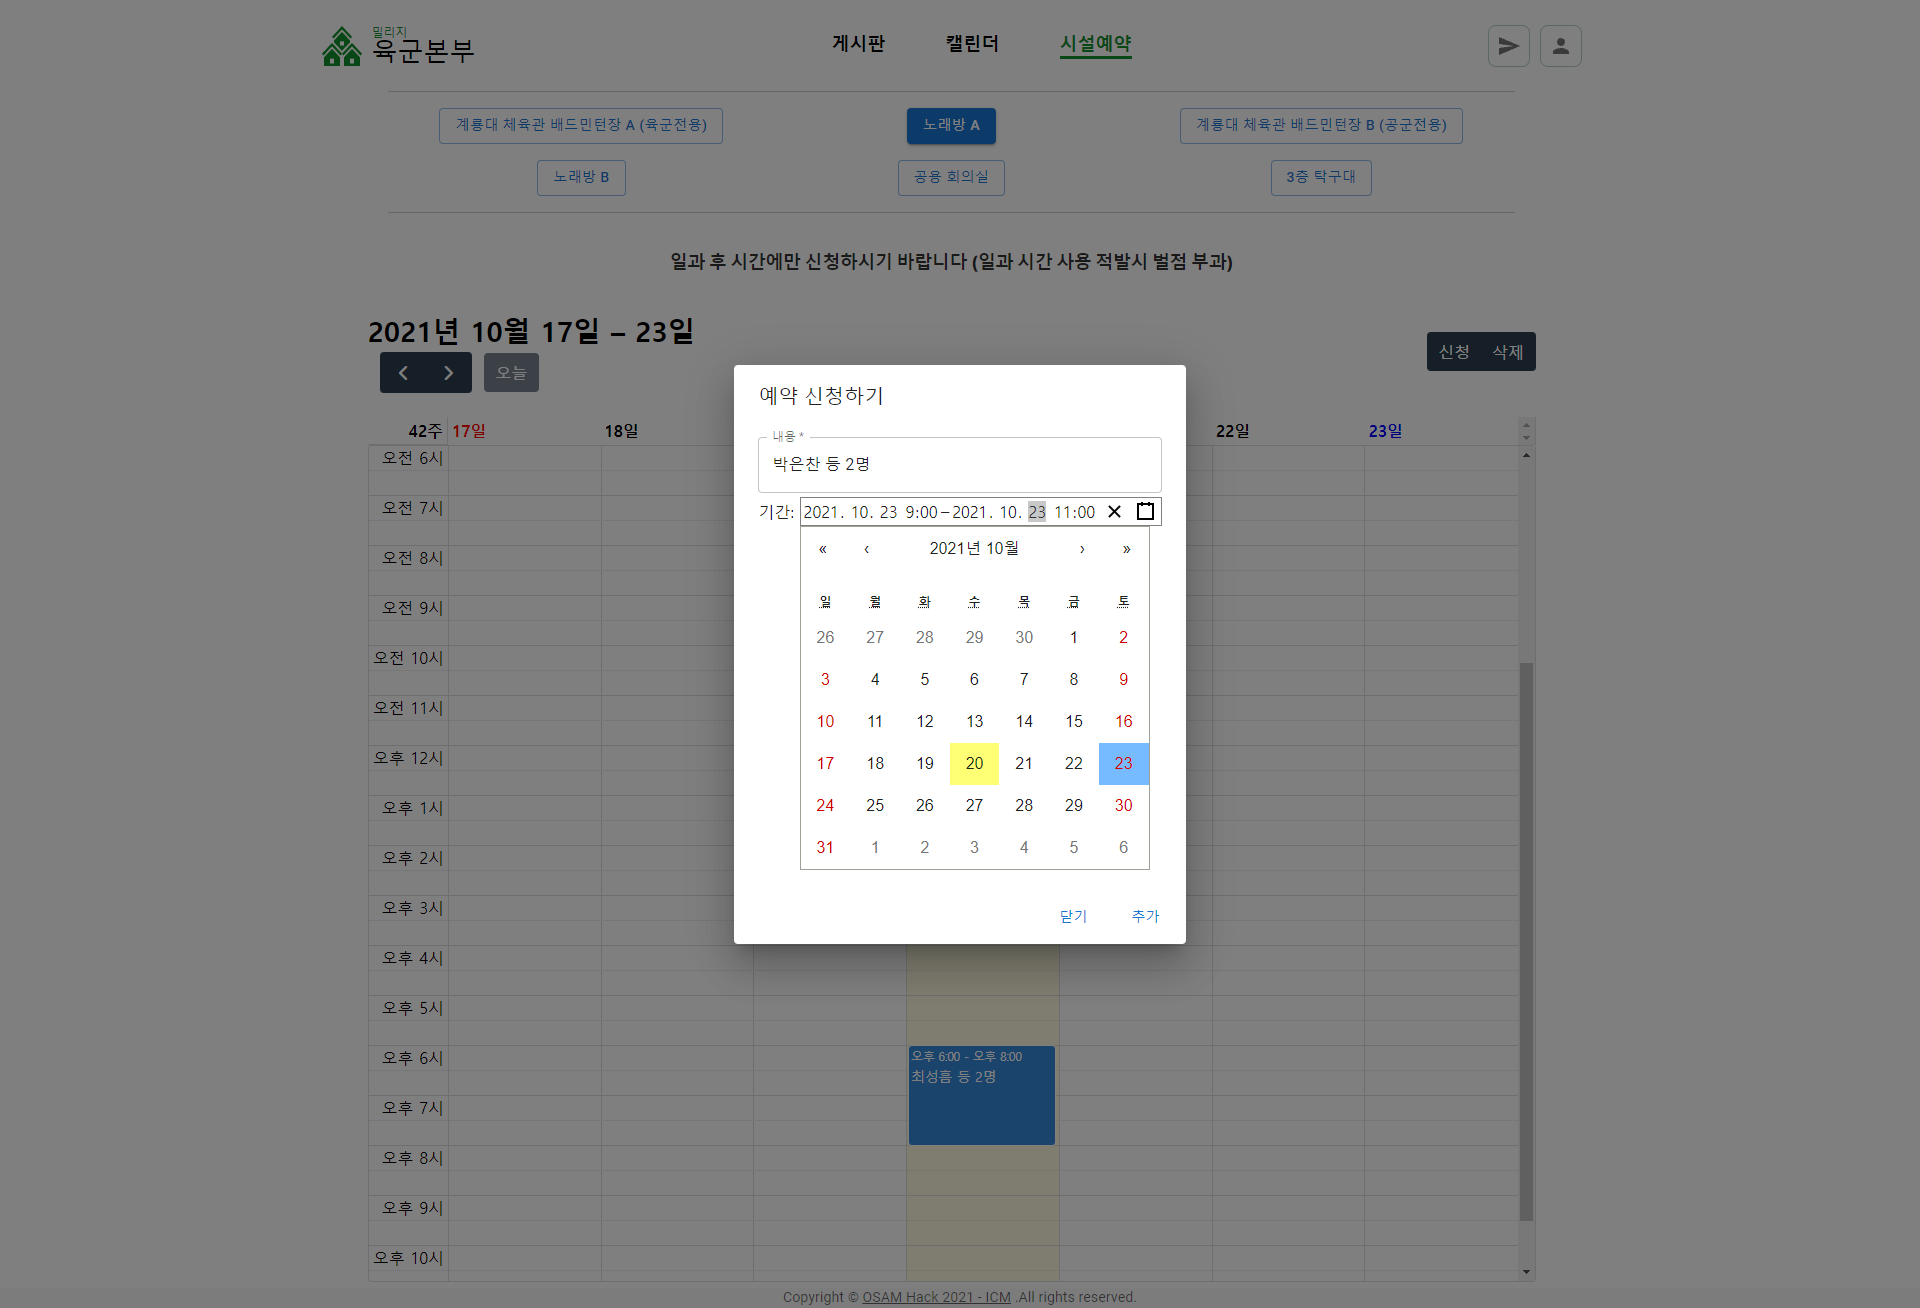 밀리지
육군본부
게시판 캘린더 시설예약
계룡대 체육관 배드민턴장 A (육군전용) 노래방 A 계룡대 체육관 배드민턴장 B (공군전용)
노래방 B 공용 회의실 3층 탁구대
일과 후 시간에만 신청하시기 바랍니다 (일과 시간 사용 적발시 벌점 부과)
2021년 10월 17일 – 23일
오늘
신청 삭제
42주 17일 18일 22일 23일
오전 6시
오전 7시
오전 8시
오전 9시
오전 10시
오전 11시
오후 12시
오후 1시
오후 2시
오후 3시
오후 4시
오후 5시
오후 6시
오후 7시
오후 8시
오후 9시
오후 10시
오후 6:00 - 오후 8:00
최성흠 등 2명
예약 신청하기
내용 *
박은찬 등 2명
기간: 2021. 10. 23 9:00–2021. 10. 23 11:00
« ‹ 2021년 10월 › »
일 월 화 수 목 금 토
26 27 28 29 30 1 2
3 4 5 6 7 8 9
10 11 12 13 14 15 16
17 18 19 20 21 22 23
24 25 26 27 28 29 30
31 1 2 3 4 5 6
닫기 추가
Copyright © OSAM Hack 2021 - ICM .All rights reserved.